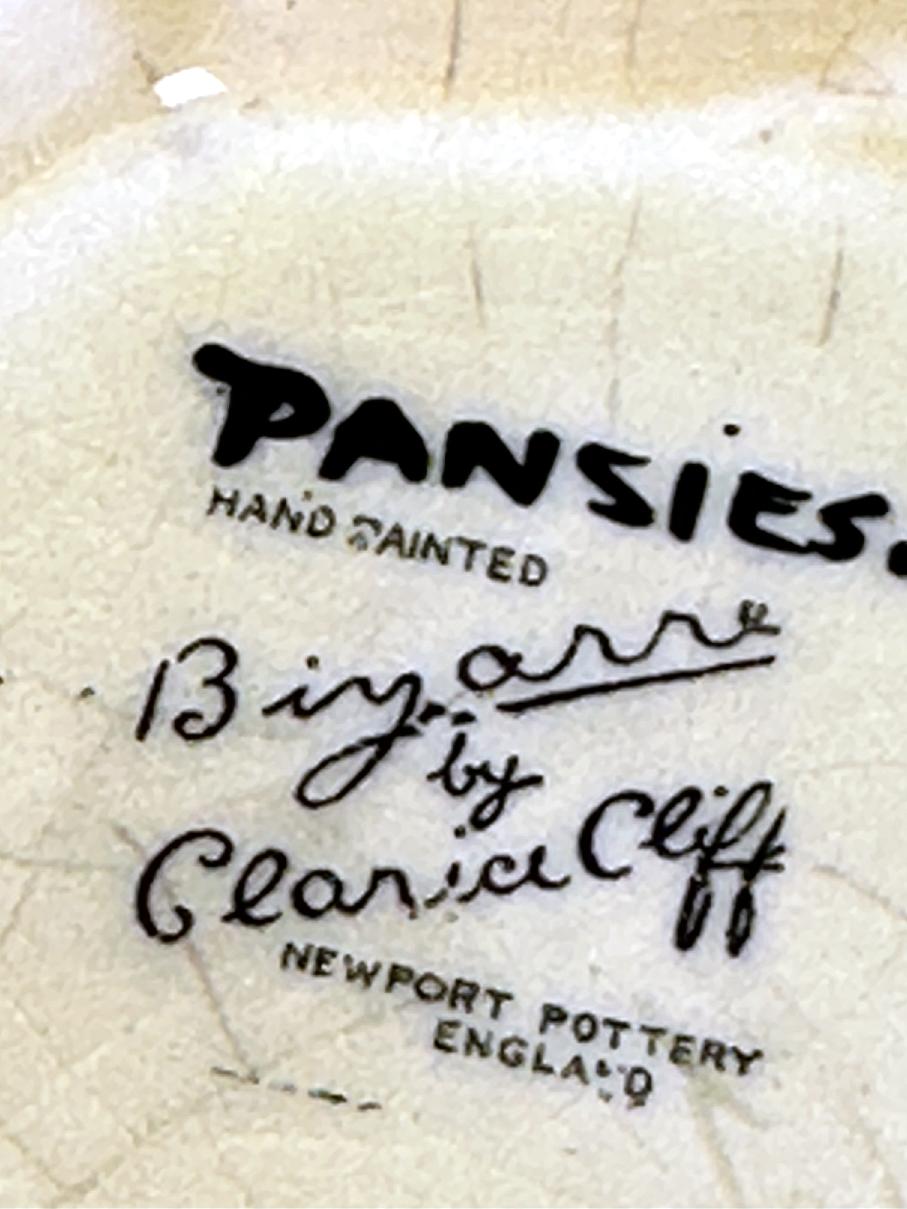 PANSIES.
HAND PAINTED
Bizarre
by
Clarice Cliff
NEWPORT POTTERY
ENGLAND